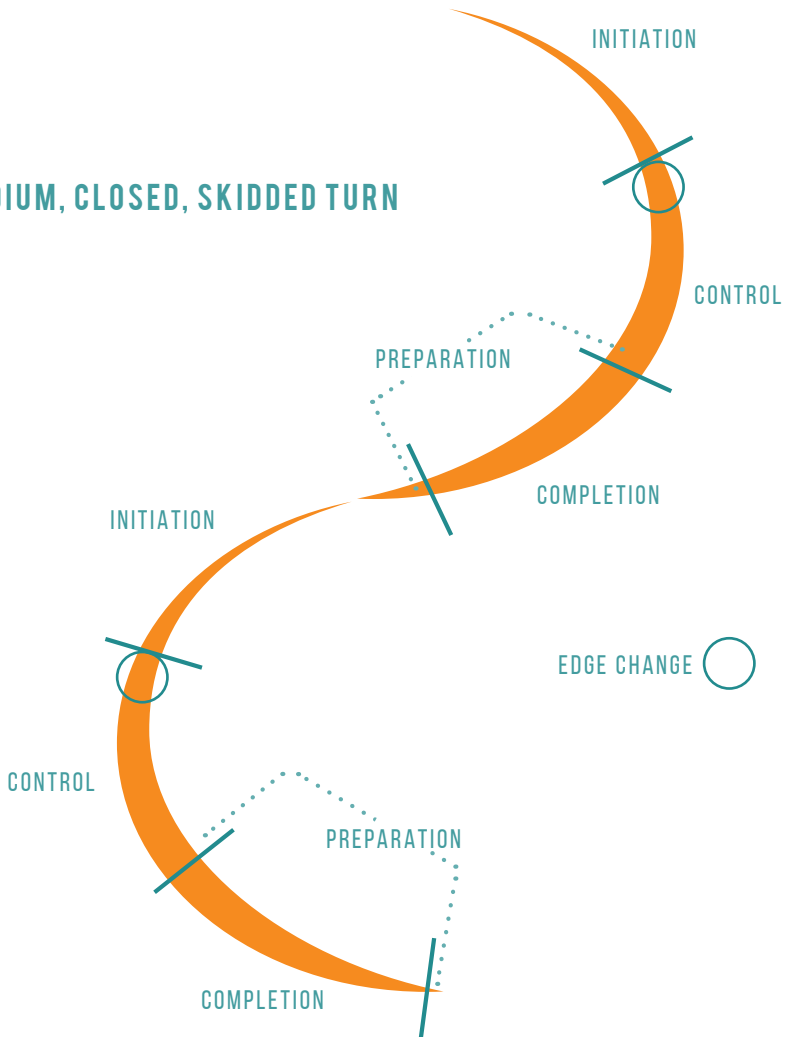 INITIATION
CLOSED, SKIDDED TURN
CONTROL
PREPARATION
COMPLETION
INITIATION
EDGE CHANGE
CONTROL
PREPARATION
COMPLETION